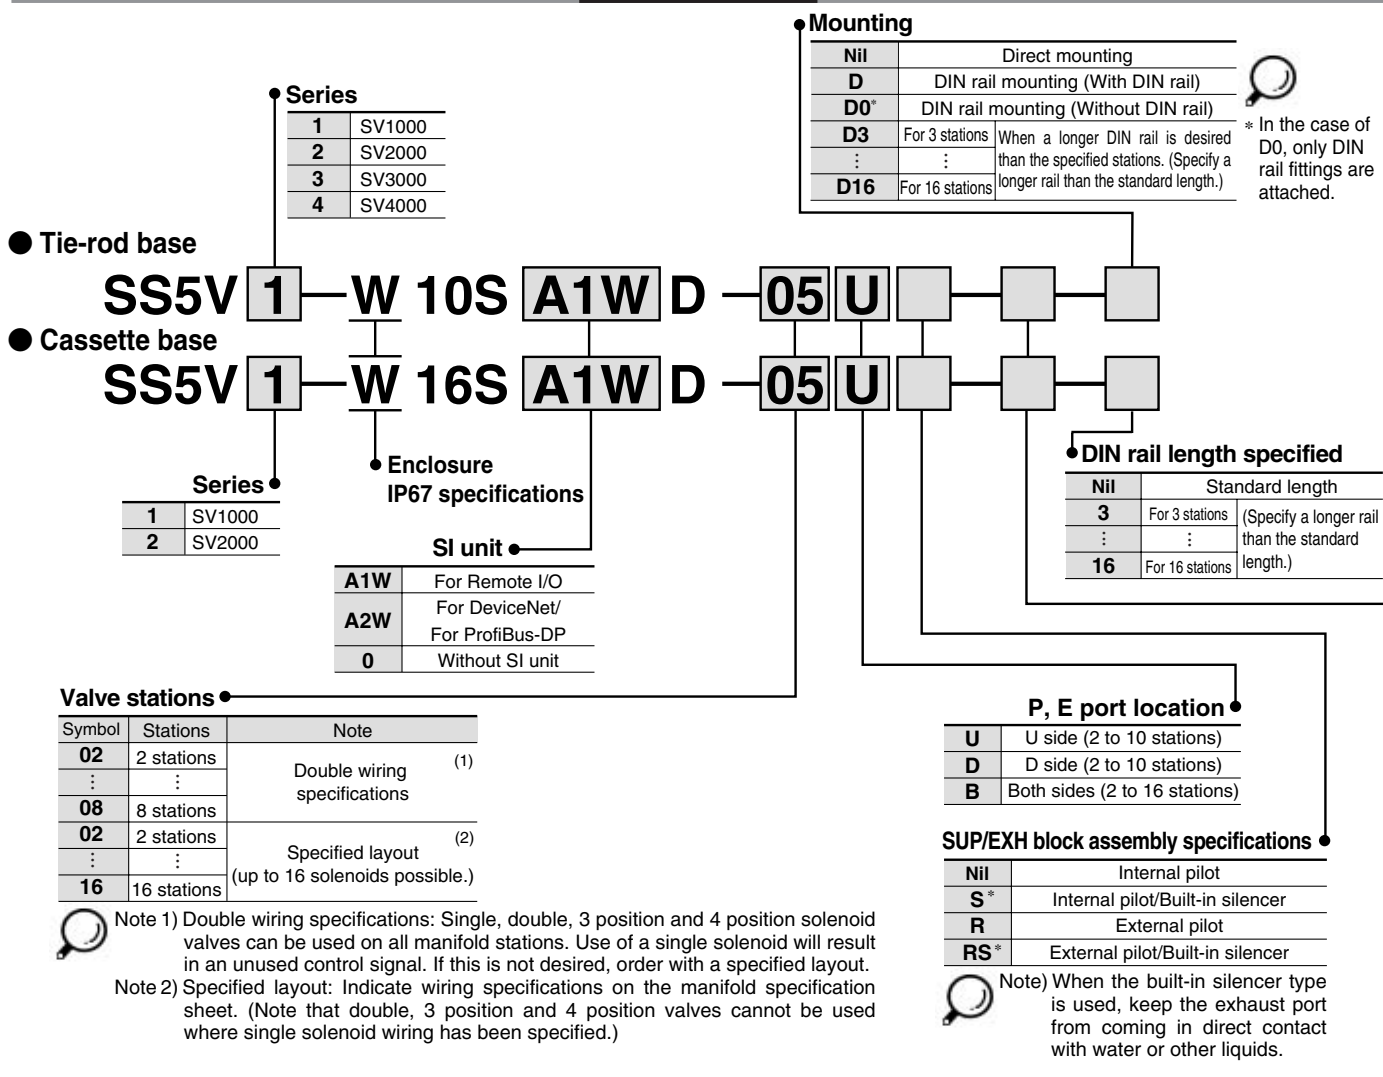 Mounting
Nil Direct mounting
D DIN rail mounting (With DIN rail)
D0* DIN rail mounting (Without DIN rail)
D3 For 3 stations When a longer DIN rail is desired
⋮ ⋮ than the specified stations. (Specify a
D16 For 16 stations longer rail than the standard length.)
* In the case of
D0, only DIN
rail fittings are
attached.
Series
1 SV1000
2 SV2000
3 SV3000
4 SV4000
● Tie-rod base
SS5V 1 — W 10S A1W D — 05 U
● Cassette base
SS5V 1 — W 16S A1W D — 05 U
Series
1 SV1000
2 SV2000
Enclosure
IP67 specifications
DIN rail length specified
Nil Standard length
3 For 3 stations (Specify a longer rail
⋮ ⋮ than the standard
16 For 16 stations length.)
SI unit
A1W For Remote I/O
A2W For DeviceNet/
For ProfiBus-DP
0 Without SI unit
Valve stations
Symbol Stations Note
02 2 stations Double wiring (1)
⋮ ⋮ specifications
08 8 stations
02 2 stations Specified layout (2)
⋮ ⋮ (up to 16 solenoids possible.)
16 16 stations
Note 1) Double wiring specifications: Single, double, 3 position and 4 position solenoid
valves can be used on all manifold stations. Use of a single solenoid will result
in an unused control signal. If this is not desired, order with a specified layout.
Note 2) Specified layout: Indicate wiring specifications on the manifold specification
sheet. (Note that double, 3 position and 4 position valves cannot be used
where single solenoid wiring has been specified.)
P, E port location
U U side (2 to 10 stations)
D D side (2 to 10 stations)
B Both sides (2 to 16 stations)
SUP/EXH block assembly specifications
Nil Internal pilot
S* Internal pilot/Built-in silencer
R External pilot
RS* External pilot/Built-in silencer
Note) When the built-in silencer type
is used, keep the exhaust port
from coming in direct contact
with water or other liquids.